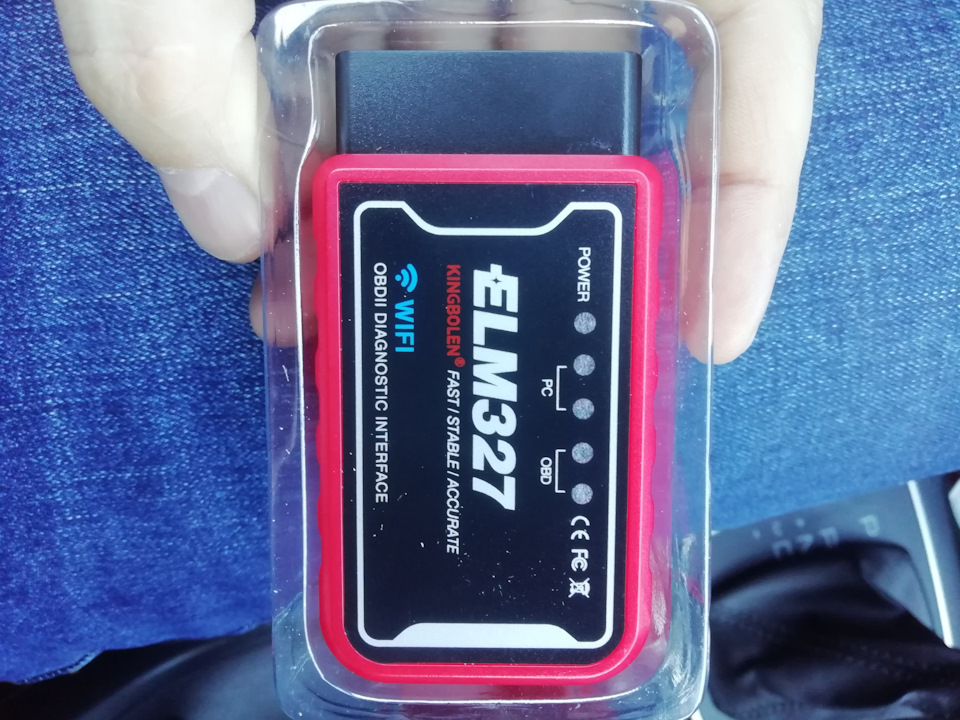 POWER
PC
OBD
CE FC
ELM327
KINGBOLEN® FAST / STABLE / ACCURATE
WIFI
OBDII DIAGNOSTIC INTERFACE
P